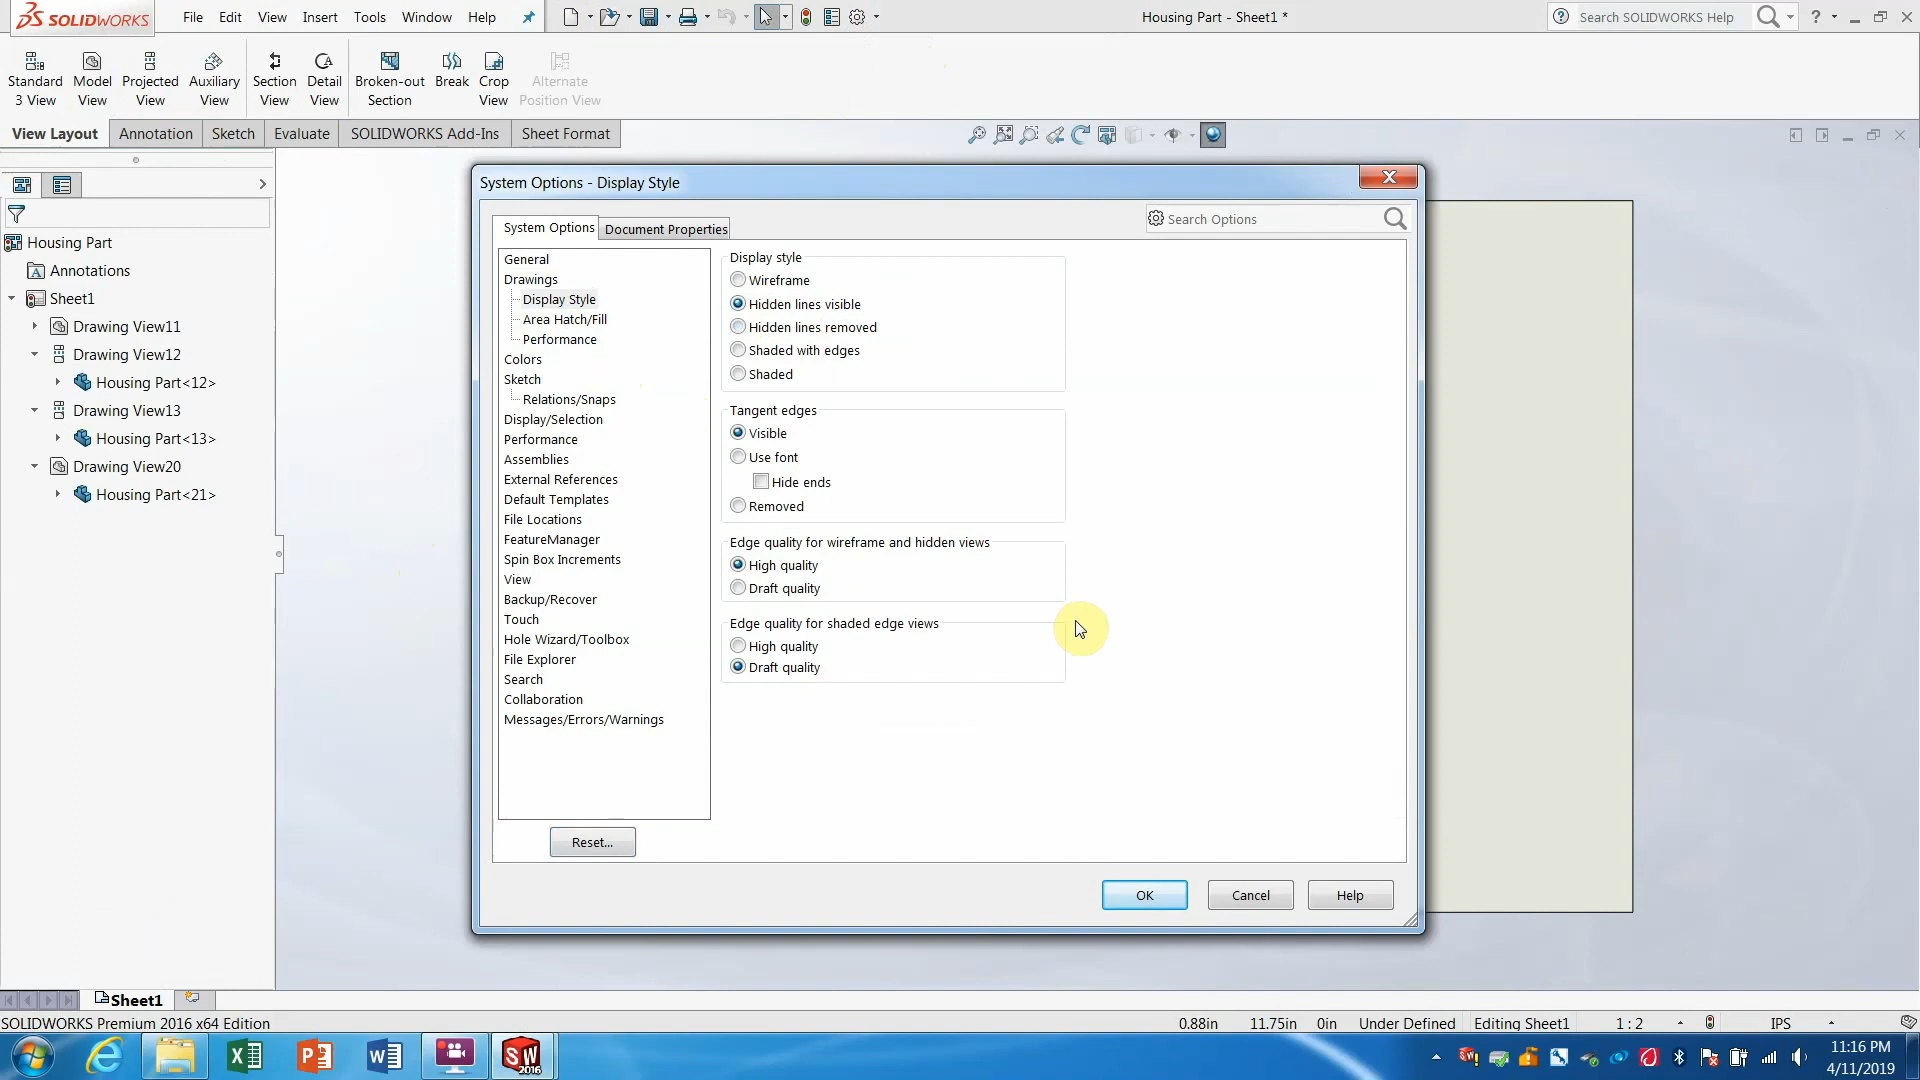 SOLIDWORKS
File Edit View Insert Tools Window Help
Housing Part - Sheet1 *
Search SOLIDWORKS Help
Standard 3 View
Model View
Projected View
Auxiliary View
Section View
Detail View
Broken-out Section
Break
Crop View
Alternate Position View
View Layout Annotation Sketch Evaluate SOLIDWORKS Add-Ins Sheet Format
Housing Part
Annotations
Sheet1
Drawing View11
Drawing View12
Housing Part<12>
Drawing View13
Housing Part<13>
Drawing View20
Housing Part<21>
System Options - Display Style
System Options Document Properties
Search Options
General
Drawings
Display Style
Area Hatch/Fill
Performance
Colors
Sketch
Relations/Snaps
Display/Selection
Performance
Assemblies
External References
Default Templates
File Locations
FeatureManager
Spin Box Increments
View
Backup/Recover
Touch
Hole Wizard/Toolbox
File Explorer
Search
Collaboration
Messages/Errors/Warnings
Reset...
Display style
Wireframe
Hidden lines visible
Hidden lines removed
Shaded with edges
Shaded
Tangent edges
Visible
Use font
Hide ends
Removed
Edge quality for wireframe and hidden views
High quality
Draft quality
Edge quality for shaded edge views
High quality
Draft quality
OK Cancel Help
Sheet1
SOLIDWORKS Premium 2016 x64 Edition
0.88in 11.75in 0in Under Defined Editing Sheet1 1 : 2 IPS
SW 2016
11:16 PM
4/11/2019